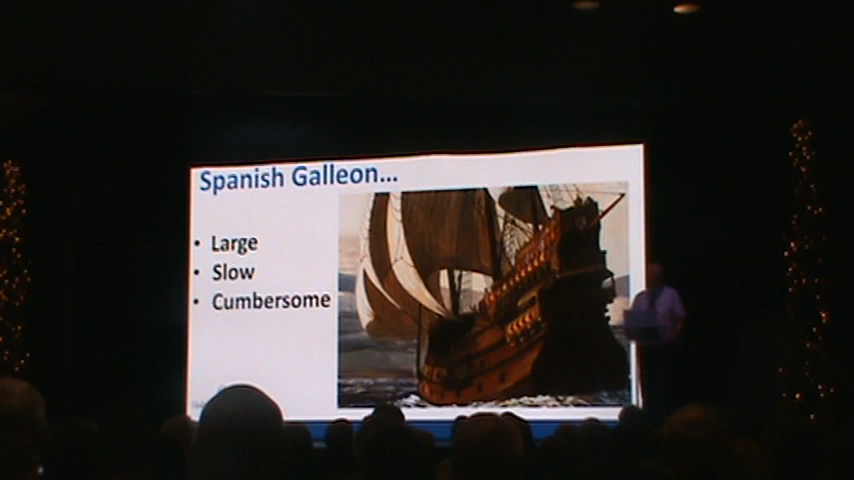 Spanish Galleon...
• Large
• Slow
• Cumbersome